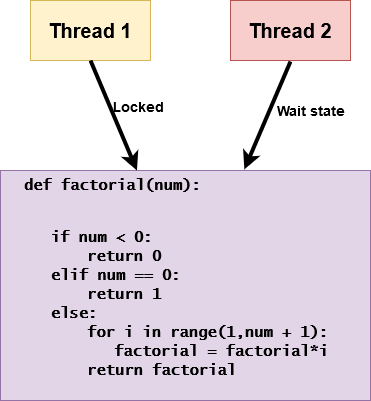 Thread 1
Thread 2
Locked
Wait state
def factorial(num):
if num < 0:
return 0
elif num == 0:
return 1
else:
for i in range(1,num + 1):
factorial = factorial*i
return factorial